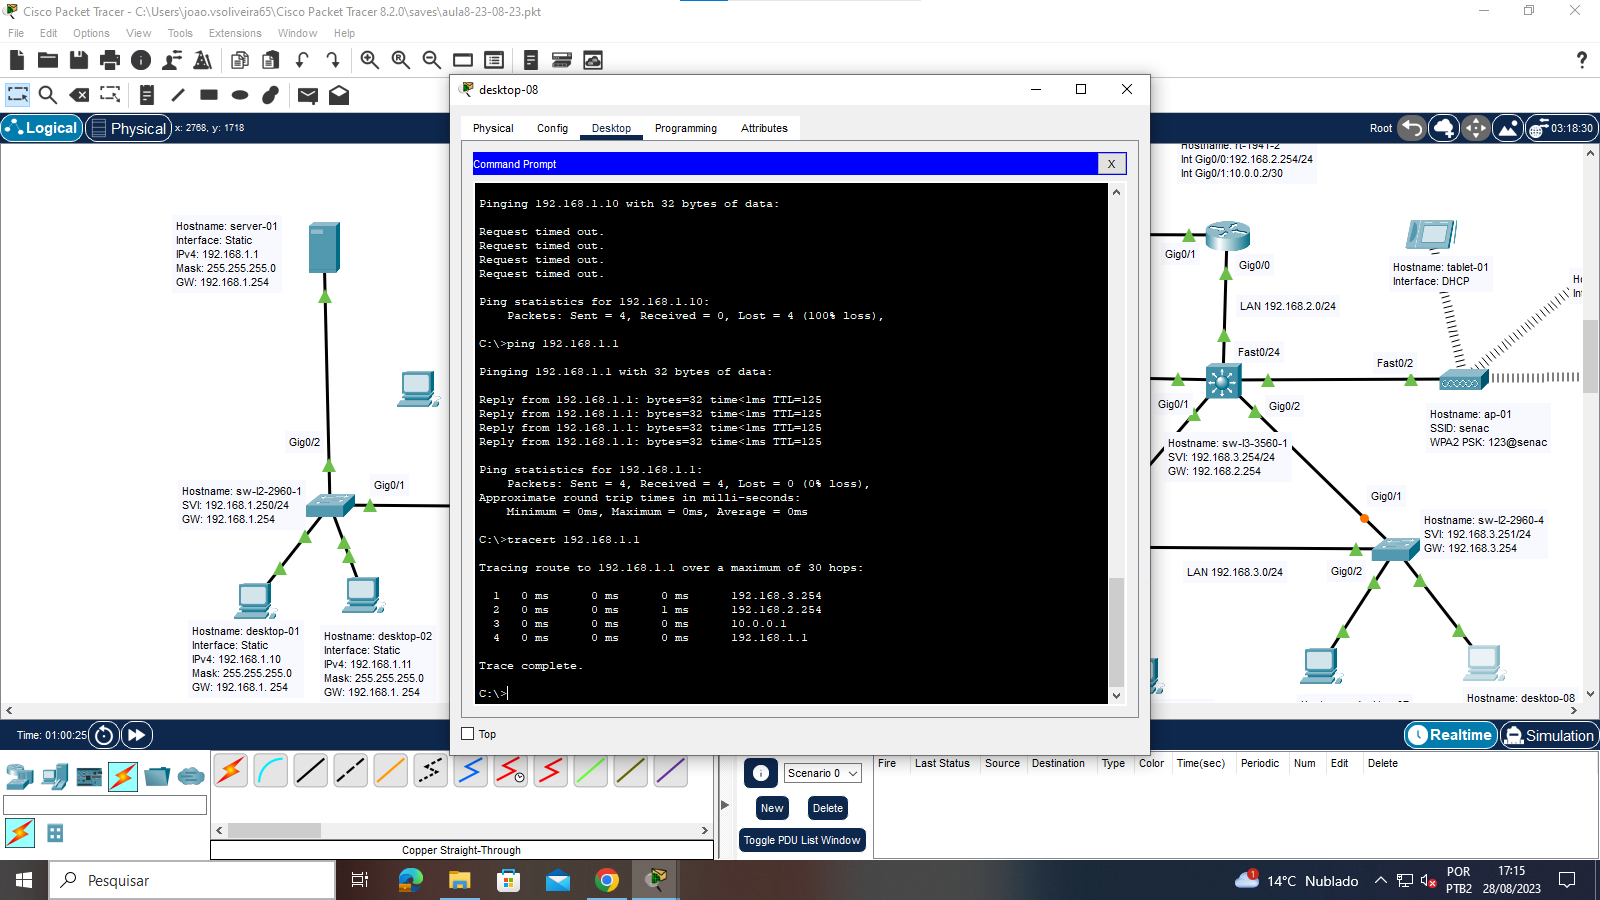 Cisco Packet Tracer - C:\Users\joao.vsoliveira65\Cisco Packet Tracer 8.2.0\saves\aula8-23-08-23.pkt
File Edit Options View Tools Extensions Window Help
Logical Physical x: 2768, y: 1718
Root 03:18:30
desktop-08
Physical Config Desktop Programming Attributes
Command Prompt
X
Pinging 192.168.1.10 with 32 bytes of data:
Request timed out.
Request timed out.
Request timed out.
Request timed out.
Ping statistics for 192.168.1.10:
Packets: Sent = 4, Received = 0, Lost = 4 (100% loss),
C:\>ping 192.168.1.1
Pinging 192.168.1.1 with 32 bytes of data:
Reply from 192.168.1.1: bytes=32 time<1ms TTL=125
Reply from 192.168.1.1: bytes=32 time<1ms TTL=125
Reply from 192.168.1.1: bytes=32 time<1ms TTL=125
Reply from 192.168.1.1: bytes=32 time<1ms TTL=125
Ping statistics for 192.168.1.1:
Packets: Sent = 4, Received = 4, Lost = 0 (0% loss),
Approximate round trip times in milli-seconds:
Minimum = 0ms, Maximum = 0ms, Average = 0ms
C:\>tracert 192.168.1.1
Tracing route to 192.168.1.1 over a maximum of 30 hops:
1 0 ms 0 ms 0 ms 192.168.3.254
2 0 ms 0 ms 1 ms 192.168.2.254
3 0 ms 0 ms 0 ms 10.0.0.1
4 0 ms 0 ms 0 ms 192.168.1.1
Trace complete.
C:\>
Top
Hostname: server-01
Interface: Static
IPv4: 192.168.1.1
Mask: 255.255.255.0
GW: 192.168.1.254
Gig0/2
Gig0/1
Hostname: sw-l2-2960-1
SVI: 192.168.1.250/24
GW: 192.168.1.254
Hostname: desktop-01
Interface: Static
IPv4: 192.168.1.10
Mask: 255.255.255.0
GW: 192.168.1. 254
Hostname: desktop-02
Interface: Static
IPv4: 192.168.1.11
Mask: 255.255.255.0
GW: 192.168.1. 254
Hostname: rt-1941-2
Int Gig0/0:192.168.2.254/24
Int Gig0/1:10.0.0.2/30
Gig0/1
Gig0/0
LAN 192.168.2.0/24
Hostname: tablet-01
Interface: DHCP
Fast0/24
Fast0/2
Gig0/1
Gig0/2
Hostname: ap-01
SSID: senac
WPA2 PSK: 123@senac
Hostname: sw-l3-3560-1
SVI: 192.168.3.254/24
GW: 192.168.2.254
Gig0/1
Hostname: sw-l2-2960-4
SVI: 192.168.3.251/24
GW: 192.168.3.254
LAN 192.168.3.0/24
Gig0/2
Hostname: desktop-08
Time: 01:00:25
Realtime Simulation
Copper Straight-Through
Scenario 0
New Delete
Toggle PDU List Window
Fire Last Status Source Destination Type Color Time(sec) Periodic Num Edit Delete
Pesquisar
1
14°C Nublado
POR
PTB2
17:15
28/08/2023